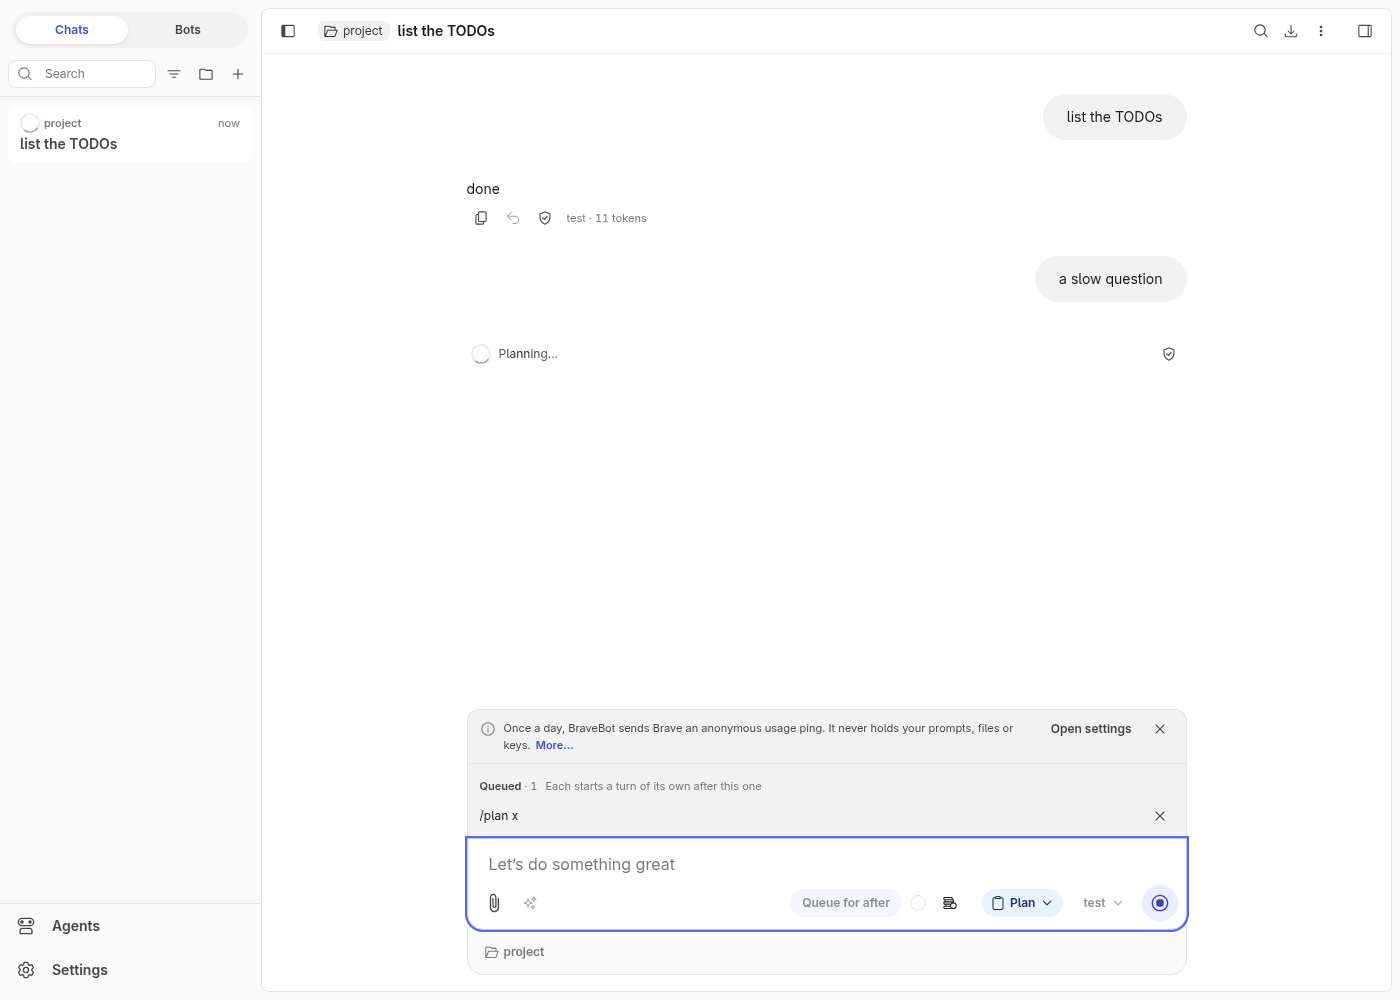 Chats
Bots
Search
project
now
list the TODOs
Agents
Settings
project
list the TODOs
list the TODOs
done
test · 11 tokens
a slow question
Planning...
Once a day, BraveBot sends Brave an anonymous usage ping. It never holds your prompts, files or
keys. More...
Open settings
Queued · 1 Each starts a turn of its own after this one
/plan x
Let's do something great
Queue for after
Plan
test
project